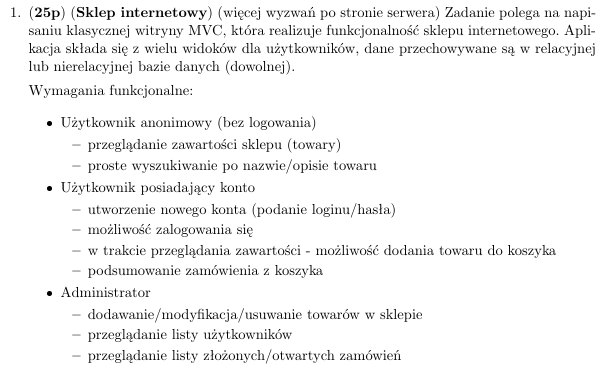 1. (25p) (Sklep internetowy) (więcej wyzwań po stronie serwera) Zadanie polega na napi-
saniu klasycznej witryny MVC, która realizuje funkcjonalność sklepu internetowego. Apli-
kacja składa się z wielu widoków dla użytkowników, dane przechowywane są w relacyjnej
lub nierelacyjnej bazie danych (dowolnej).
Wymagania funkcjonalne:
• Użytkownik anonimowy (bez logowania)
– przeglądanie zawartości sklepu (towary)
– proste wyszukiwanie po nazwie/opisie towaru
• Użytkownik posiadający konto
– utworzenie nowego konta (podanie loginu/hasła)
– możliwość zalogowania się
– w trakcie przeglądania zawartości - możliwość dodania towaru do koszyka
– podsumowanie zamówienia z koszyka
• Administrator
– dodawanie/modyfikacja/usuwanie towarów w sklepie
– przeglądanie listy użytkowników
– przeglądanie listy złożonych/otwartych zamówień